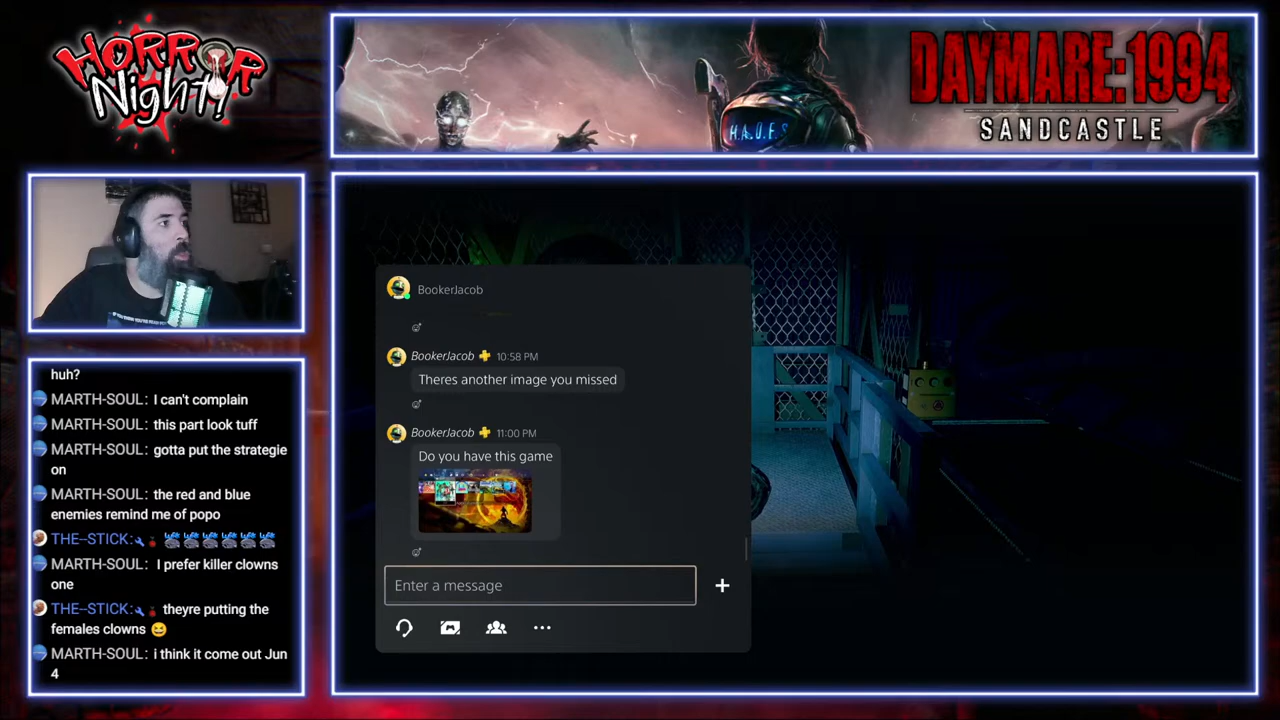 HORROR
Night!
DAYMARE:1994
SANDCASTLE
H.A.D.E.S
huh?
MARTH-SOUL: I can't complain
MARTH-SOUL: this part look tuff
MARTH-SOUL: gotta put the strategie
on
MARTH-SOUL: the red and blue
enemies remind me of popo
THE–STICK:
MARTH-SOUL: I prefer killer clowns
one
THE–STICK: theyre putting the
females clowns
MARTH-SOUL: i think it come out Jun
4
BookerJacob
BookerJacob 10:58 PM
Theres another image you missed
BookerJacob 11:00 PM
Do you have this game
Enter a message